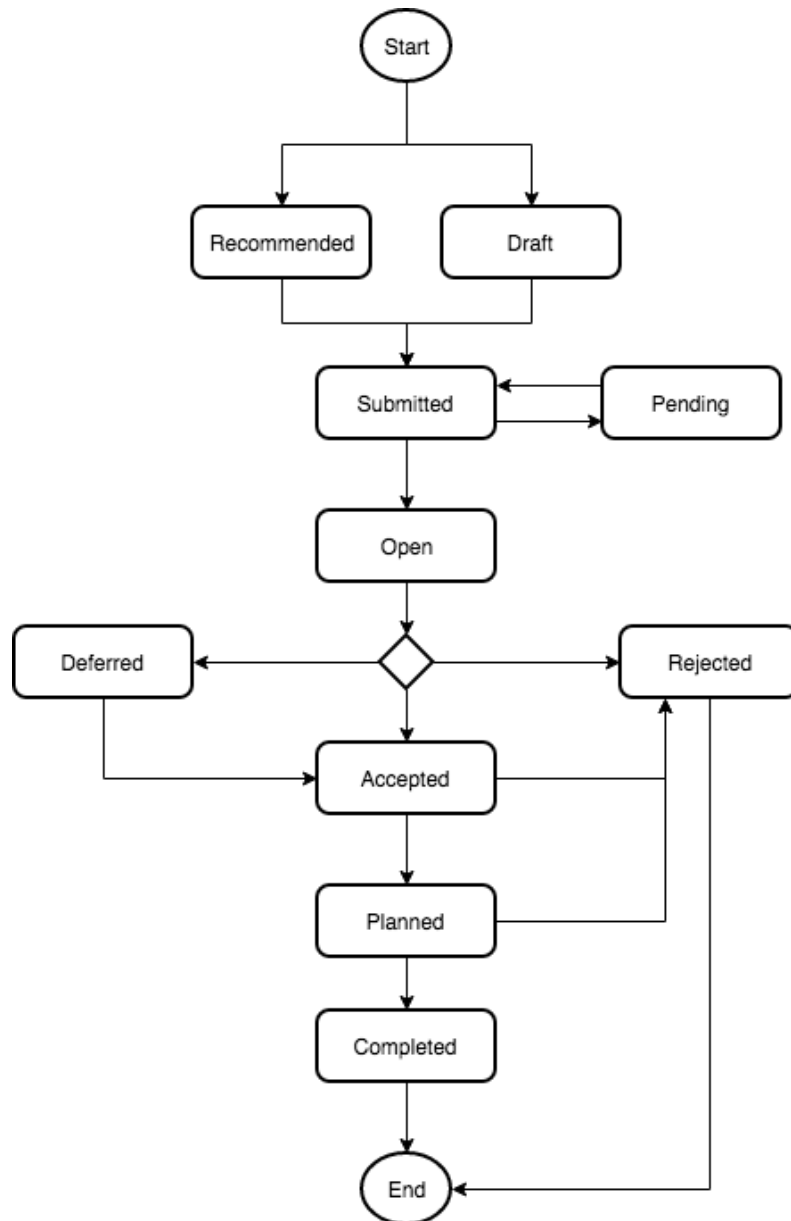 Start
Recommended
Draft
Submitted
Pending
Open
Deferred
Rejected
Accepted
Planned
Completed
End